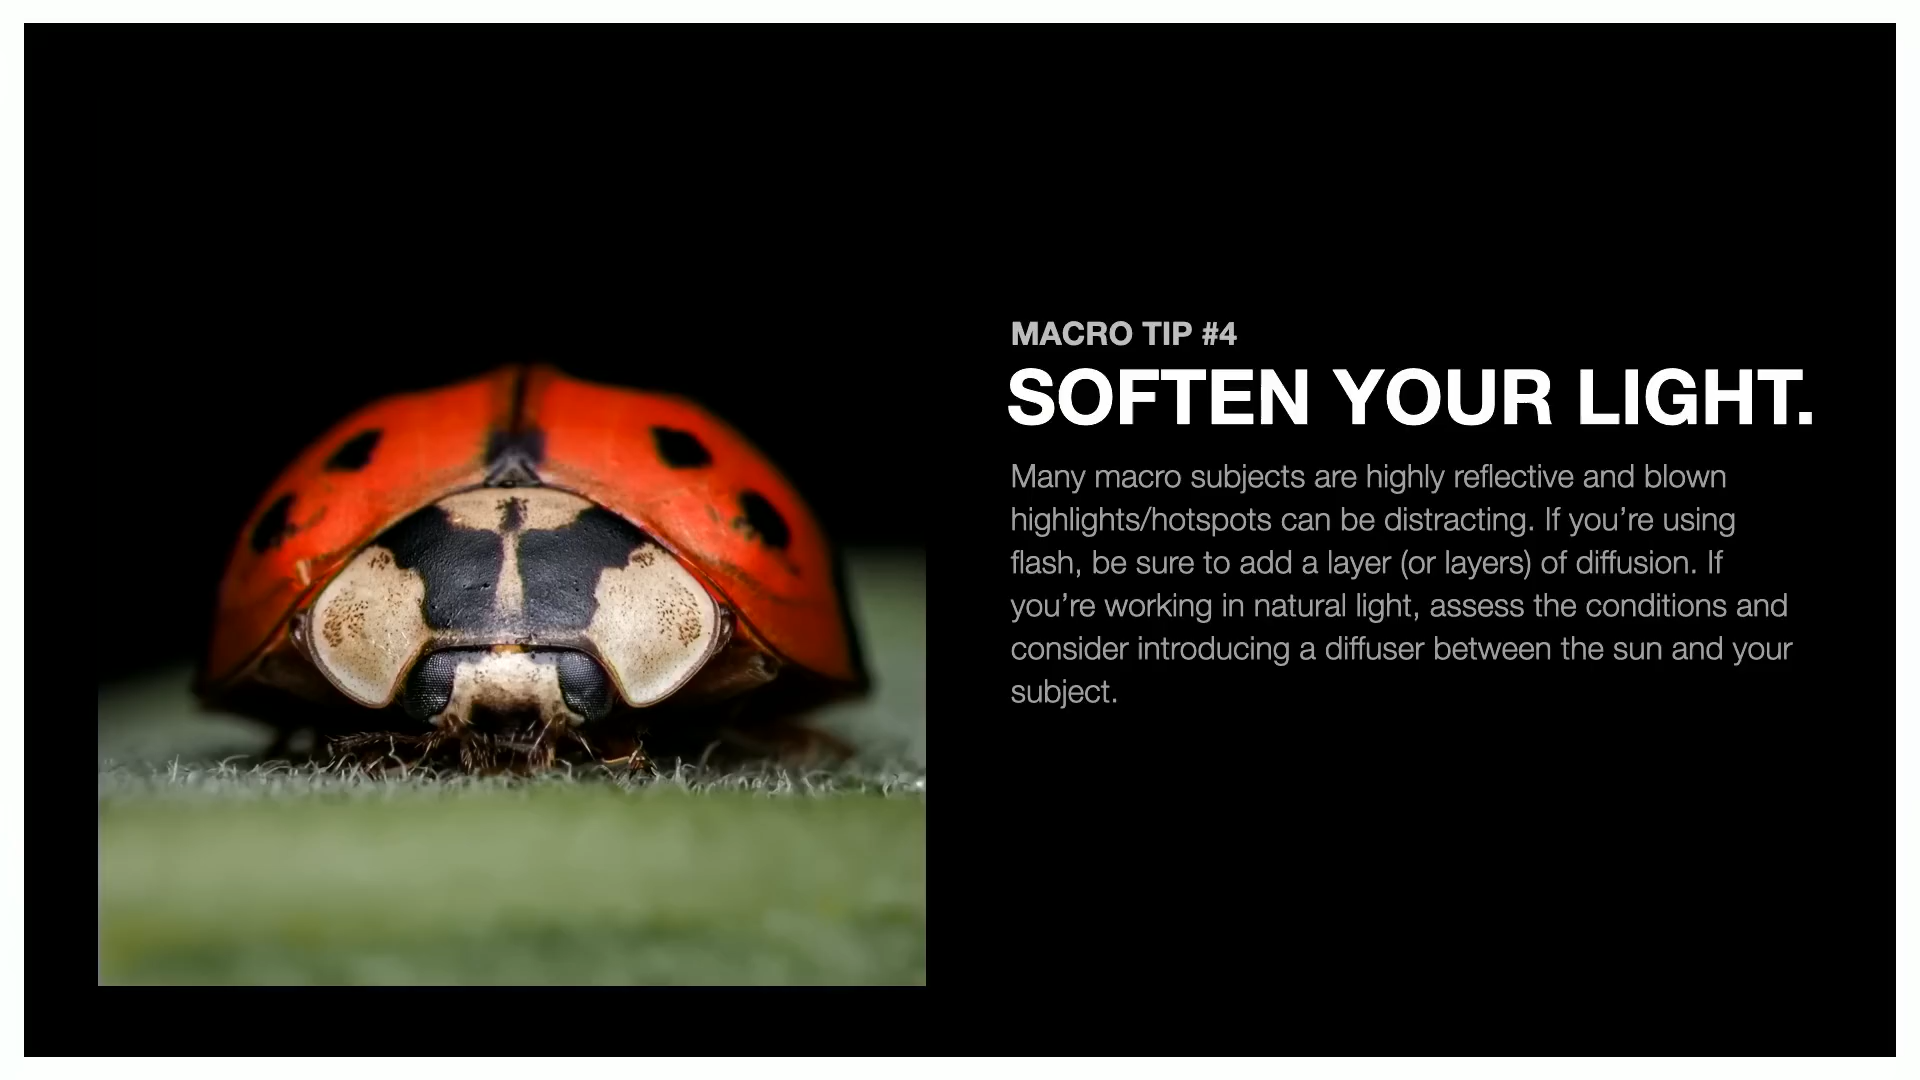 MACRO TIP #4
SOFTEN YOUR LIGHT.
Many macro subjects are highly reflective and blown
highlights/hotspots can be distracting. If you’re using
flash, be sure to add a layer (or layers) of diffusion. If
you’re working in natural light, assess the conditions and
consider introducing a diffuser between the sun and your
subject.